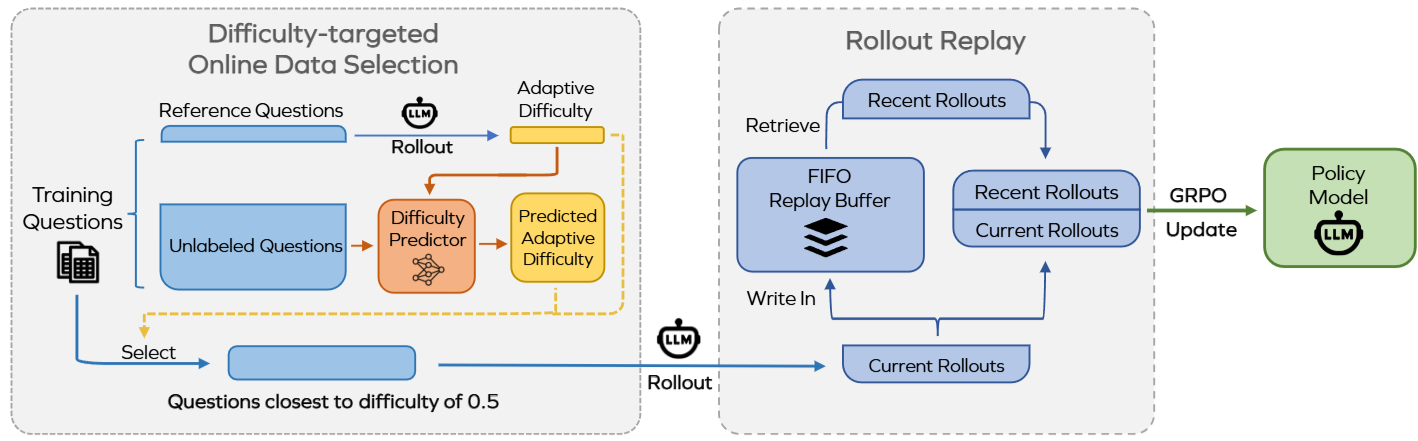 Difficulty-targeted
Online Data Selection
Reference Questions
LLM
Rollout
Adaptive
Difficulty
Training
Questions
Unlabeled Questions
Difficulty
Predictor
Predicted
Adaptive
Difficulty
Select
Questions closest to difficulty of 0.5
LLM
Rollout
Rollout Replay
Recent Rollouts
Retrieve
FIFO
Replay Buffer
Recent Rollouts
Current Rollouts
Write In
Current Rollouts
GRPO
Update
Policy
Model
LLM